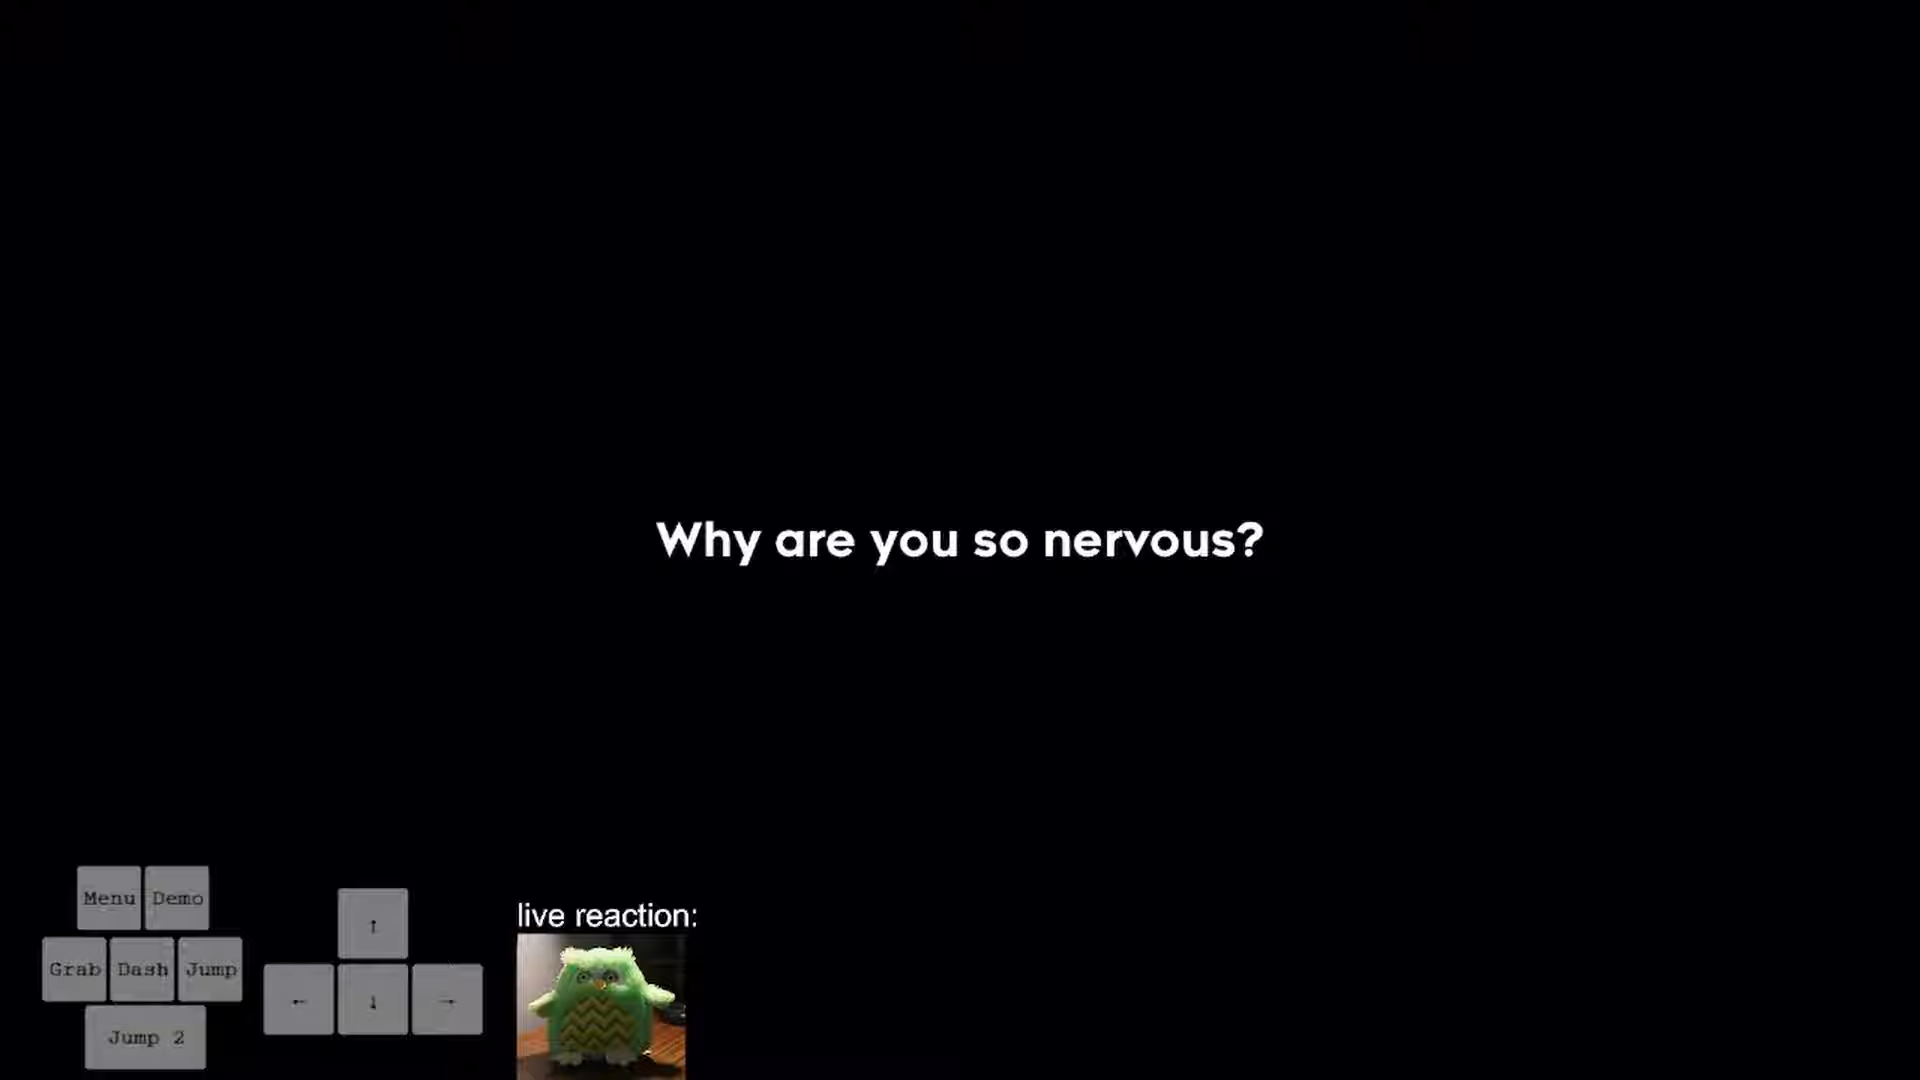 Why are you so nervous?
Menu Demo
↑
live reaction:
Grab Dash Jump
← ↓ →
Jump 2